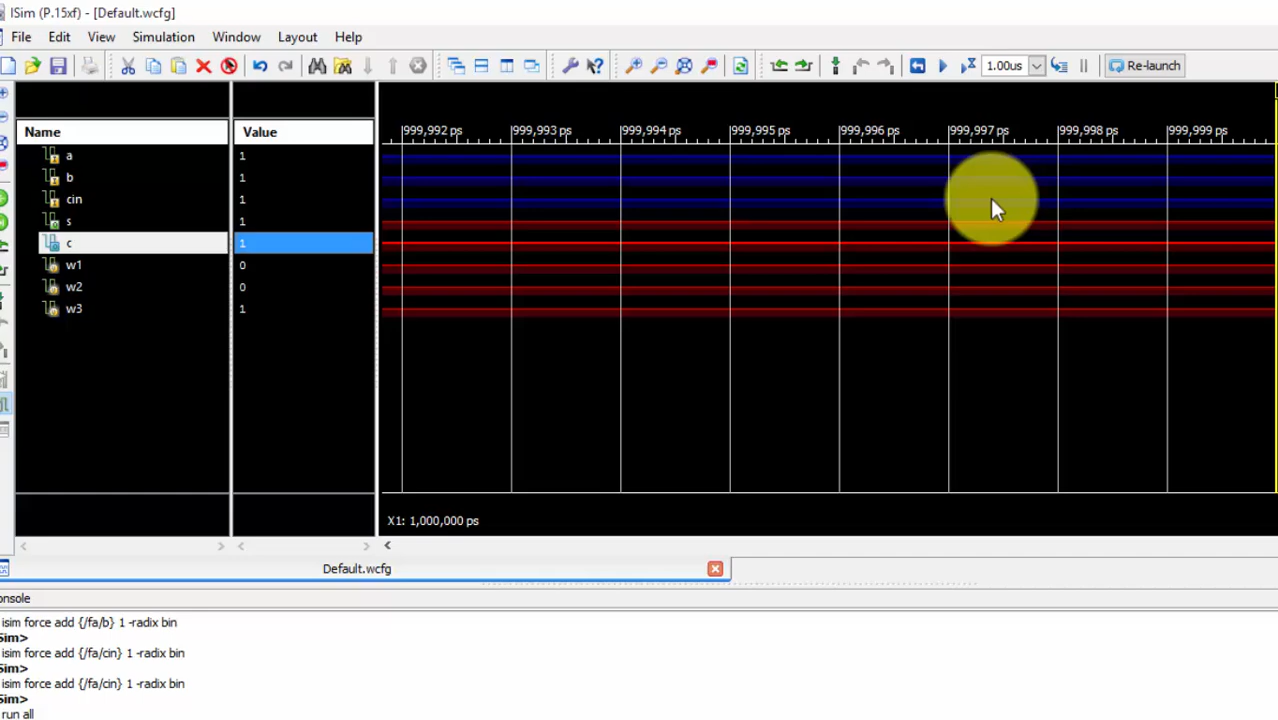 ISim (P.15xf) - [Default.wcfg]
File Edit View Simulation Window Layout Help
1.00us Re-launch
Name Value
999,992 ps 999,993 ps 999,994 ps 999,995 ps 999,996 ps 999,997 ps 999,998 ps 999,999 ps
a 1
b 1
cin 1
s 1
c 1
w1 0
w2 0
w3 1
X1: 1,000,000 ps
Default.wcfg
onsole
isim force add {/fa/b} 1 -radix bin
Sim>
isim force add {/fa/cin} 1 -radix bin
Sim>
isim force add {/fa/cin} 1 -radix bin
Sim>
run all